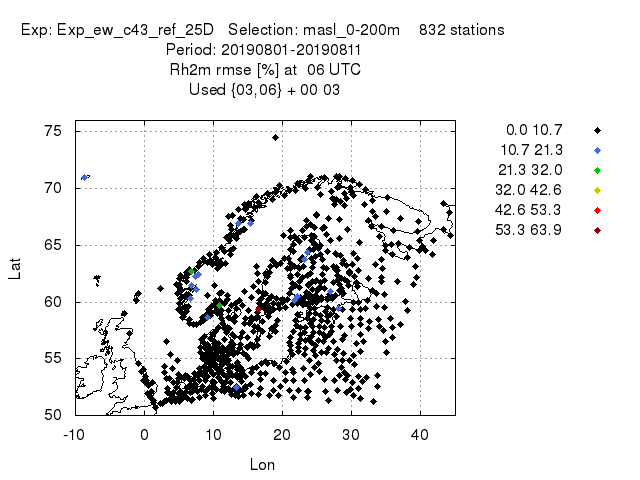 Exp: Exp_ew_c43_ref_25D   Selection: masl_0-200m    832 stations
Period: 20190801-20190811
Rh2m rmse [%] at  06 UTC
Used {03,06} + 00 03
0.0 10.7
10.7 21.3
21.3 32.0
32.0 42.6
42.6 53.3
53.3 63.9
75
70
65
60
55
50
Lat
-10 0 10 20 30 40
Lon